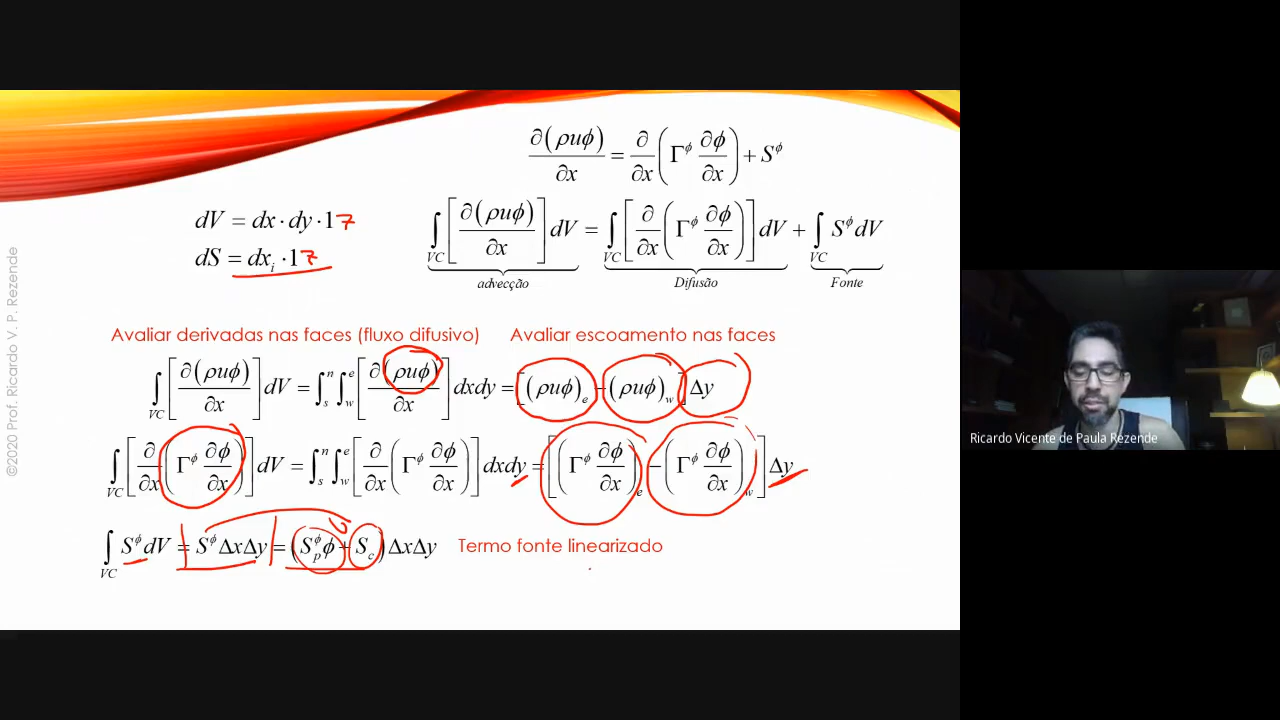 ∂(ρuϕ)/∂x = ∂/∂x (Γ^ϕ ∂ϕ/∂x) + S^ϕ
dV = dx · dy · 1 7
dS = dx_i · 1 7
∫_VC [∂(ρuϕ)/∂x] dV = ∫_VC [∂/∂x (Γ^ϕ ∂ϕ/∂x)] dV + ∫_VC S^ϕ dV
advecção Difusão Fonte
Avaliar derivadas nas faces (fluxo difusivo) Avaliar escoamento nas faces
∫_VC [∂(ρuϕ)/∂x] dV = ∫_s^n ∫_w^e [∂(ρuϕ)/∂x] dxdy = [(ρuϕ)_e − (ρuϕ)_w] Δy
∫_VC [∂/∂x (Γ^ϕ ∂ϕ/∂x)] dV = ∫_s^n ∫_w^e [∂/∂x (Γ^ϕ ∂ϕ/∂x)] dxdy = [(Γ^ϕ ∂ϕ/∂x)_e − (Γ^ϕ ∂ϕ/∂x)_w] Δy
∫_VC S^ϕ dV = S^ϕ ΔxΔy = (S_p^ϕ ϕ + S_c) ΔxΔy Termo fonte linearizado
©2020 Prof. Ricardo V. P. Rezende
Ricardo Vicente de Paula Rezende